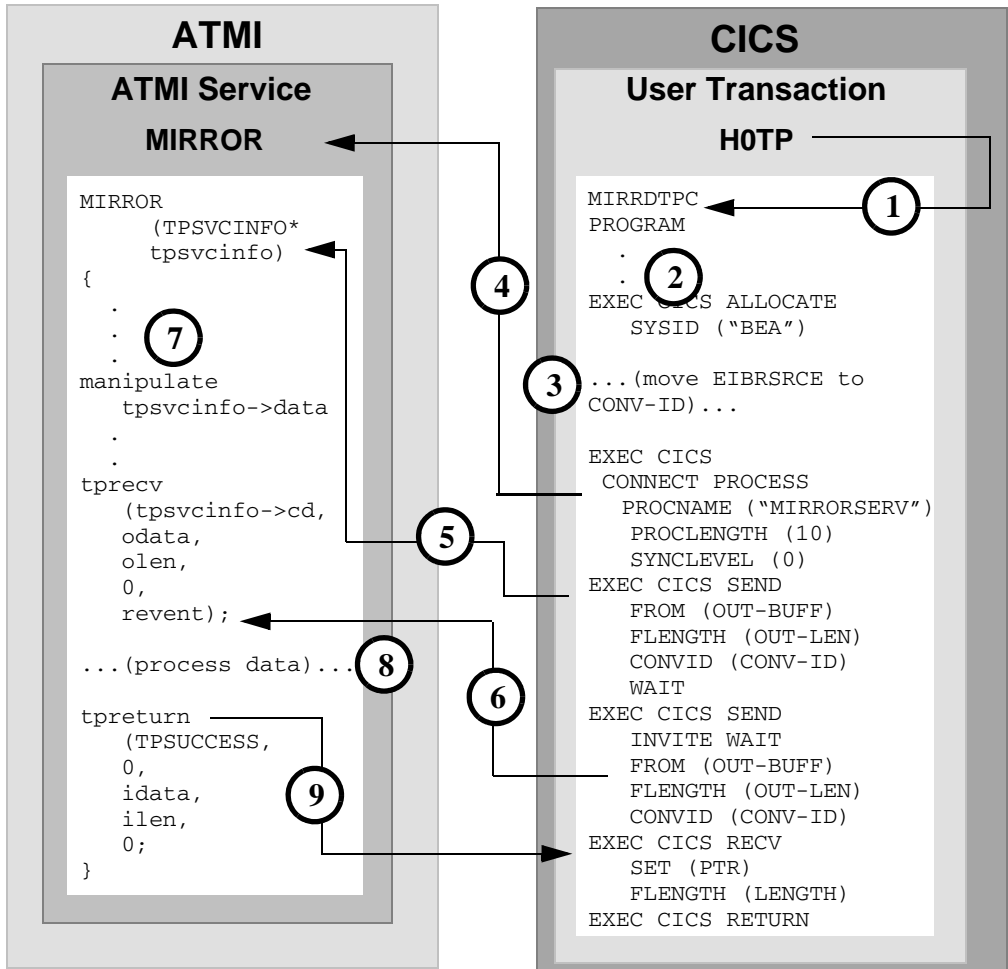 ATMI
ATMI Service
MIRROR
MIRROR
(TPSVCINFO*
tpsvcinfo)
{
.
.
.
7
manipulate
tpsvcinfo->data
.
.
tprecv
(tpsvcinfo->cd,
odata,
olen,
0,
revent);
...(process data)...
8
tpreturn
(TPSUCCESS,
0,
idata,
ilen,
0;
}
9
4
5
6
CICS
User Transaction
H0TP
1
MIRRDTPC
PROGRAM
.
.
2
EXEC CICS ALLOCATE
SYSID (“BEA”)
3
...(move EIBRSRCE to
CONV-ID)...
EXEC CICS
CONNECT PROCESS
PROCNAME (“MIRRORSERV”)
PROCLENGTH (10)
SYNCLEVEL (0)
EXEC CICS SEND
FROM (OUT-BUFF)
FLENGTH (OUT-LEN)
CONVID (CONV-ID)
WAIT
EXEC CICS SEND
INVITE WAIT
FROM (OUT-BUFF)
FLENGTH (OUT-LEN)
CONVID (CONV-ID)
EXEC CICS RECV
SET (PTR)
FLENGTH (LENGTH)
EXEC CICS RETURN